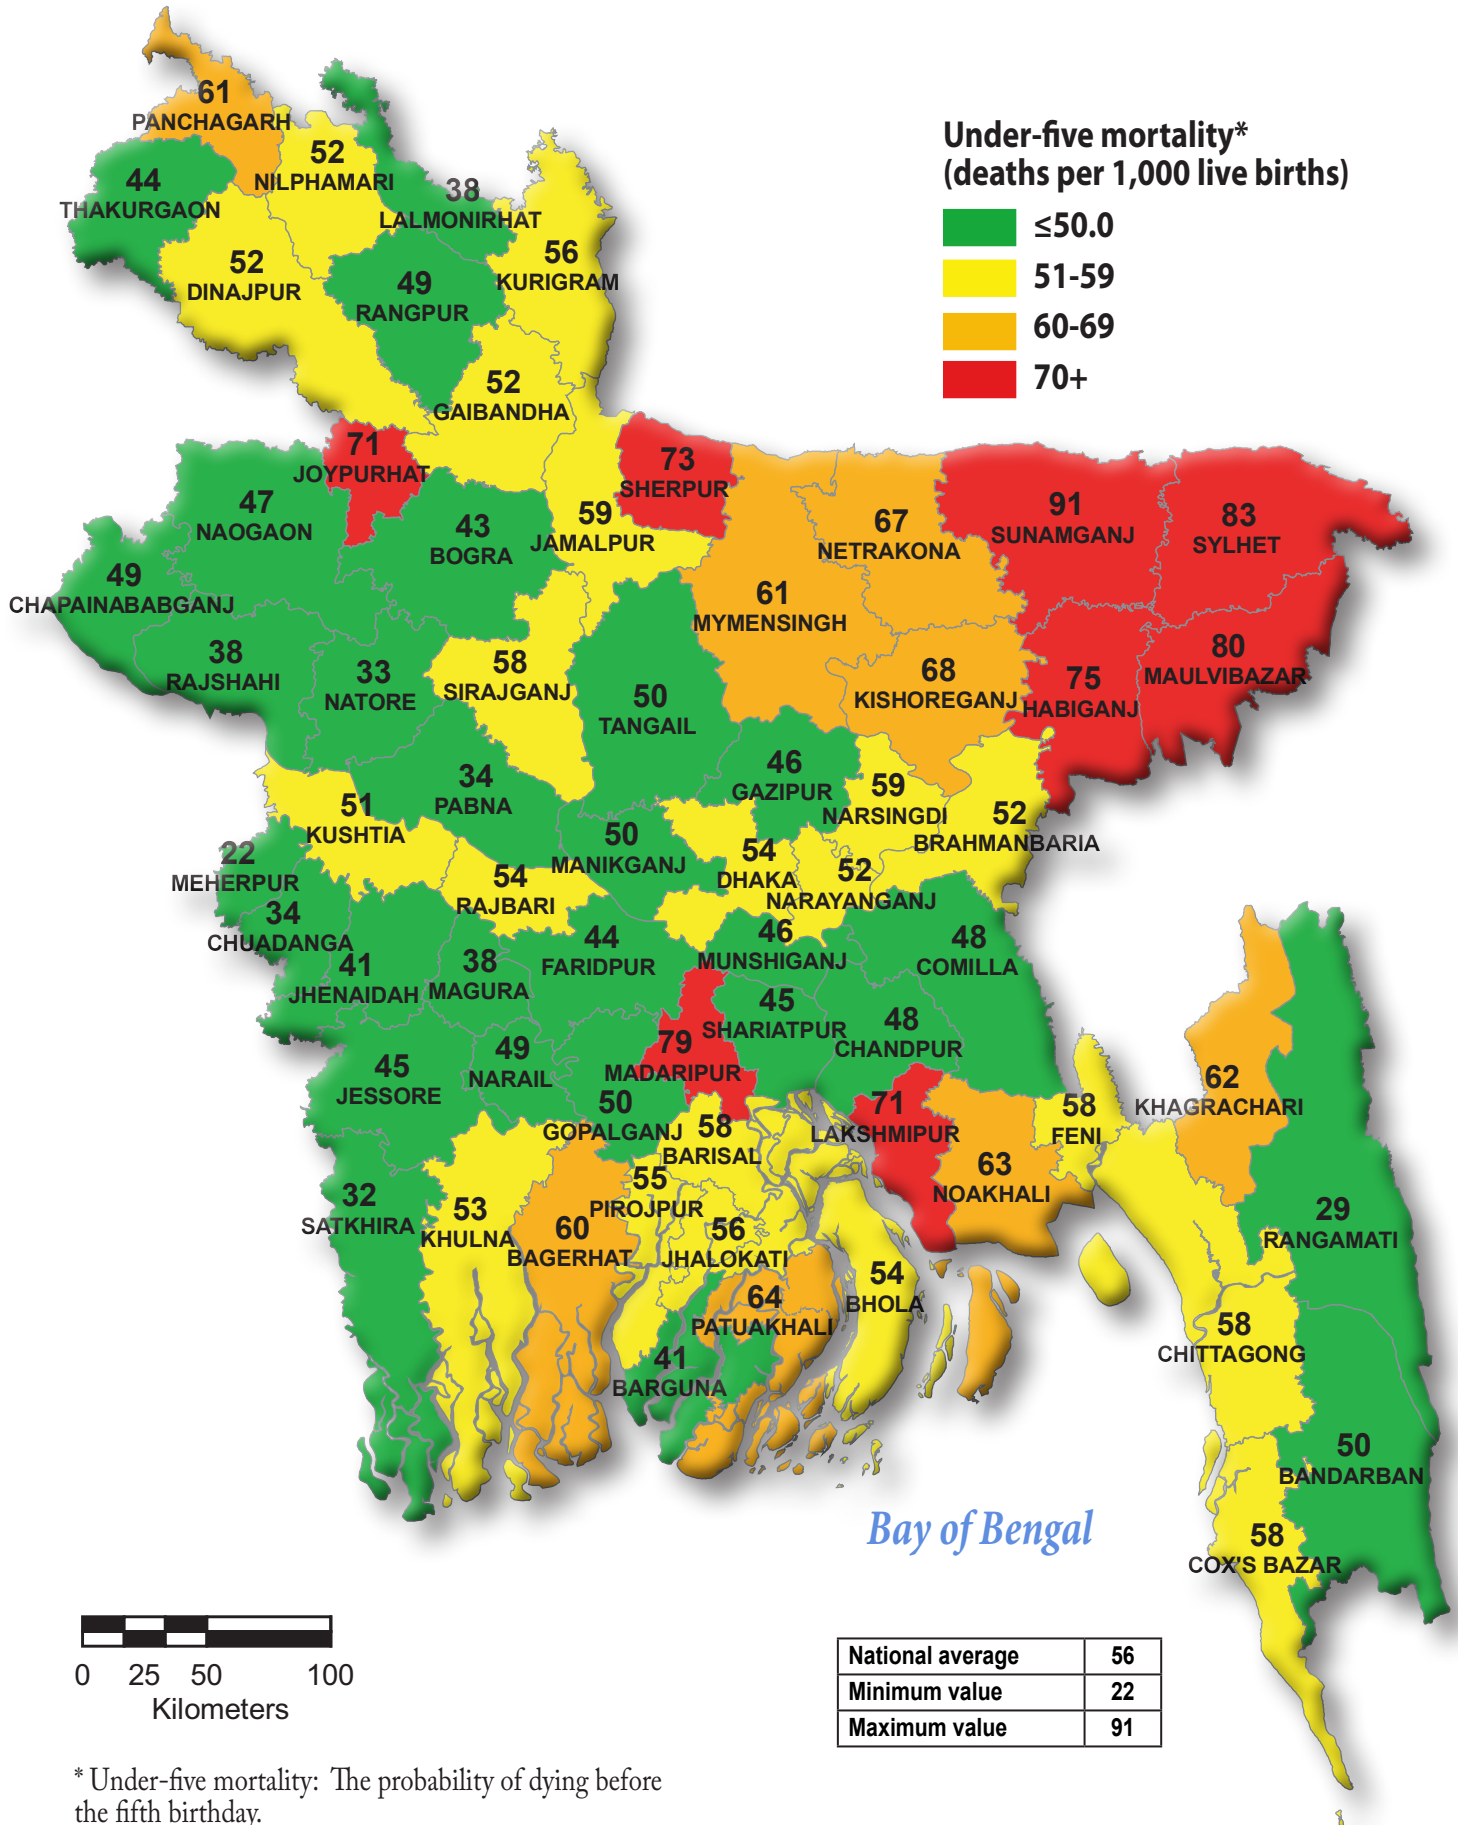 61
PANCHAGARH
52
NILPHAMARI
44
THAKURGAON
38
LALMONIRHAT
52
DINAJPUR
56
KURIGRAM
49
RANGPUR
52
GAIBANDHA
Under-five mortality*
(deaths per 1,000 live births)
≤50.0
51-59
60-69
70+
71
JOYPURHAT
73
SHERPUR
47
NAOGAON
43
BOGRA
59
JAMALPUR
67
NETRAKONA
91
SUNAMGANJ
83
SYLHET
49
CHAPAINABABGANJ
61
MYMENSINGH
38
RAJSHAHI
33
NATORE
58
SIRAJGANJ
50
TANGAIL
68
KISHOREGANJ
75
HABIGANJ
80
MAULVIBAZAR
34
PABNA
46
GAZIPUR
59
NARSINGDI
52
BRAHMANBARIA
51
KUSHTIA
50
MANIKGANJ
54
DHAKA
52
NARAYANGANJ
22
MEHERPUR
54
RAJBARI
34
CHUADANGA
41
JHENAIDAH
38
MAGURA
44
FARIDPUR
46
MUNSHIGANJ
48
COMILLA
45
SHARIATPUR
48
CHANDPUR
45
JESSORE
49
NARAIL
79
MADARIPUR
50
GOPALGANJ
58
BARISAL
71
LAKSHMIPUR
63
NOAKHALI
58
FENI
62
KHAGRACHARI
32
SATKHIRA
53
KHULNA
60
BAGERHAT
55
PIROJPUR
56
JHALOKATI
64
PATUAKHALI
54
BHOLA
41
BARGUNA
29
RANGAMATI
58
CHITTAGONG
50
BANDARBAN
58
COX'S BAZAR
Bay of Bengal
0 25 50 100
Kilometers
National average 56
Minimum value 22
Maximum value 91
* Under-five mortality: The probability of dying before
the fifth birthday.